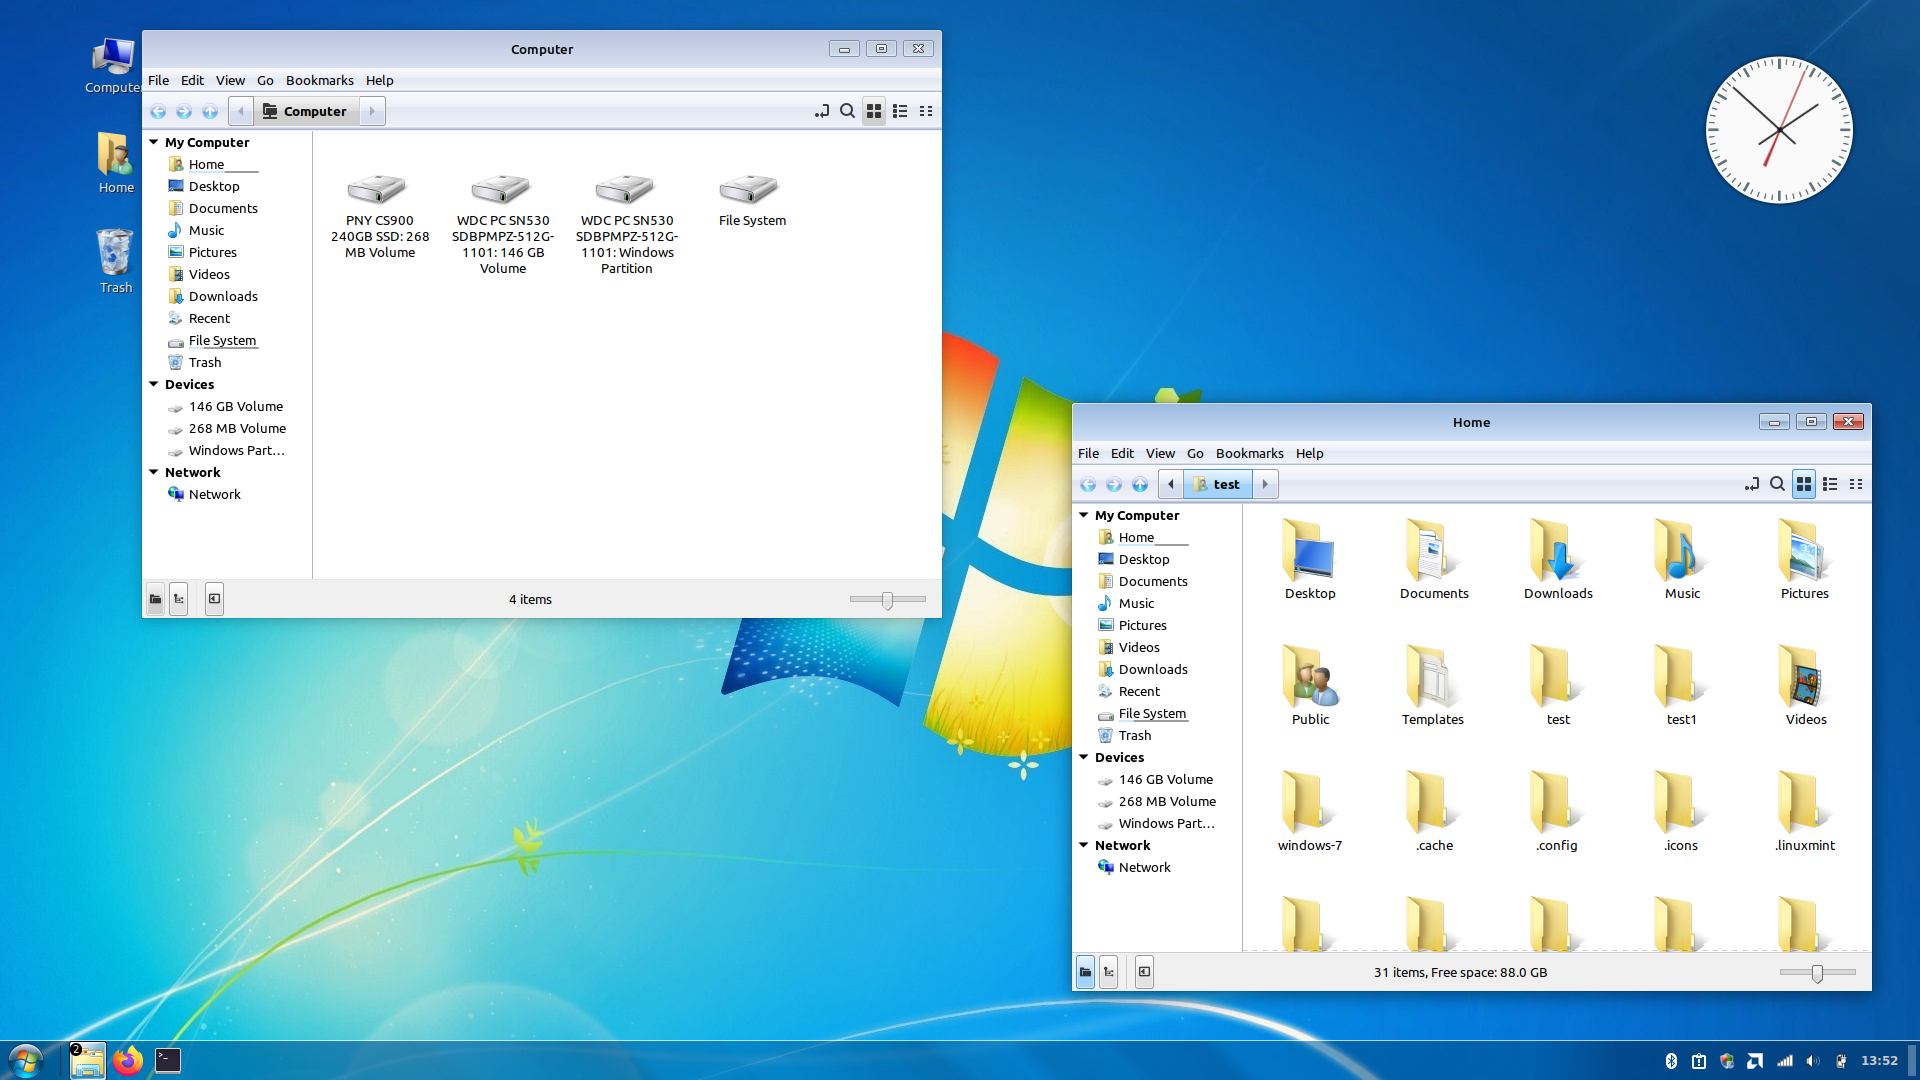 Computer
Home
Trash
Computer
File Edit View Go Bookmarks Help
Computer
My Computer
Home
Desktop
Documents
Music
Pictures
Videos
Downloads
Recent
File System
Trash
Devices
146 GB Volume
268 MB Volume
Windows Part...
Network
Network
PNY CS900
240GB SSD: 268
MB Volume
WDC PC SN530
SDBPMPZ-512G-
1101: 146 GB
Volume
WDC PC SN530
SDBPMPZ-512G-
1101: Windows
Partition
File System
4 items
Home
File Edit View Go Bookmarks Help
test
My Computer
Home
Desktop
Documents
Music
Pictures
Videos
Downloads
Recent
File System
Trash
Devices
146 GB Volume
268 MB Volume
Windows Part...
Network
Network
Desktop Documents Downloads Music Pictures
Public Templates test test1 Videos
windows-7 .cache .config .icons .linuxmint
31 items, Free space: 88.0 GB
2
13:52